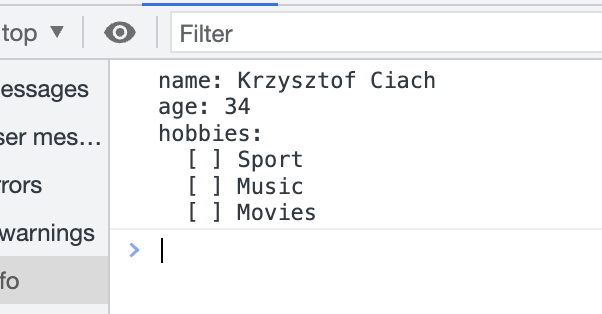 top ▼
Filter
essages
ser mes...
rrors
warnings
fo
name: Krzysztof Ciach
age: 34
hobbies:
  [ ] Sport
  [ ] Music
  [ ] Movies
>